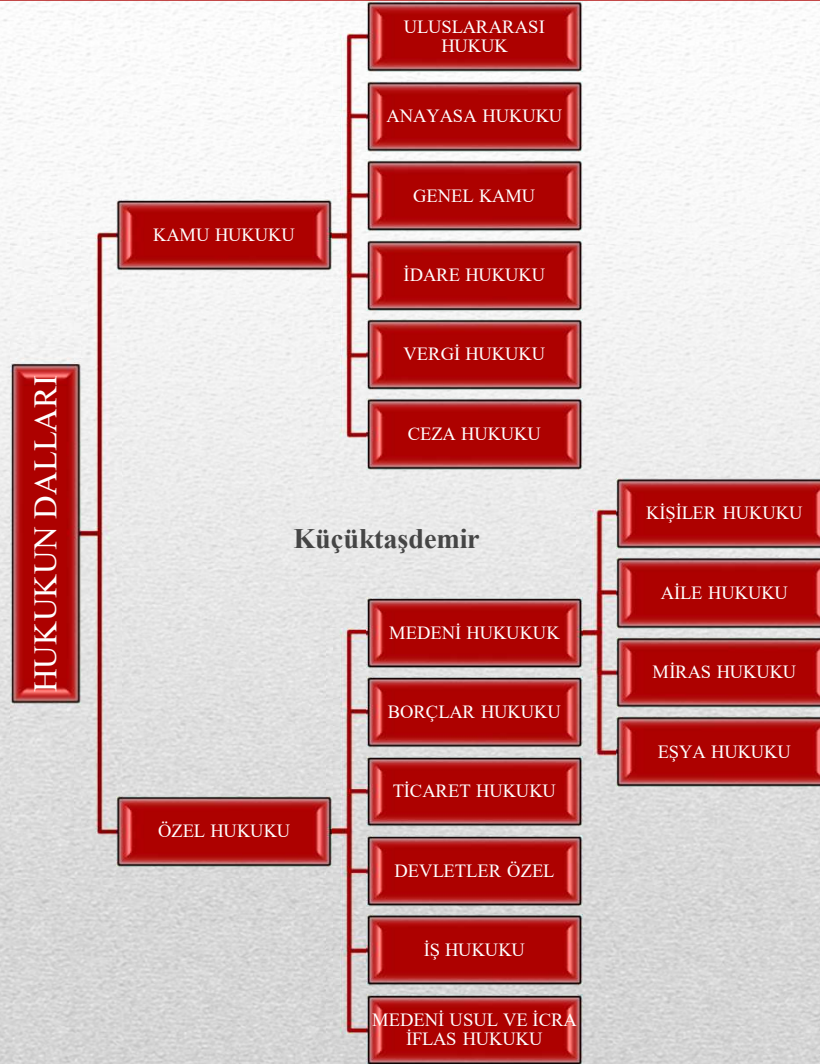 HUKUKUN DALLARI
KAMU HUKUKU
ULUSLARARASI
HUKUK
ANAYASA HUKUKU
GENEL KAMU
İDARE HUKUKU
VERGİ HUKUKU
CEZA HUKUKU
Küçüktaşdemir
ÖZEL HUKUKU
MEDENİ HUKUKUK
KİŞİLER HUKUKU
AİLE HUKUKU
MİRAS HUKUKU
EŞYA HUKUKU
BORÇLAR HUKUKU
TİCARET HUKUKU
DEVLETLER ÖZEL
İŞ HUKUKU
MEDENİ USUL VE İCRA
İFLAS HUKUKU